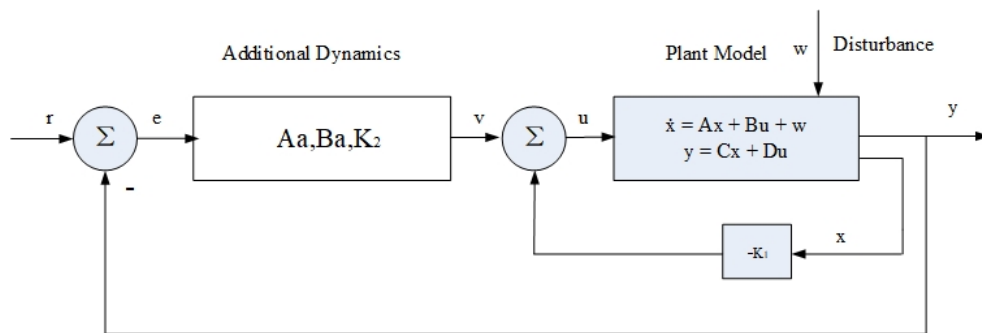 Additional Dynamics
Plant Model
w
Disturbance
r
Σ
e
Aa,Ba,K₂
v
Σ
u
ẋ = Ax + Bu + w
y = Cx + Du
y
-
-K₁
x